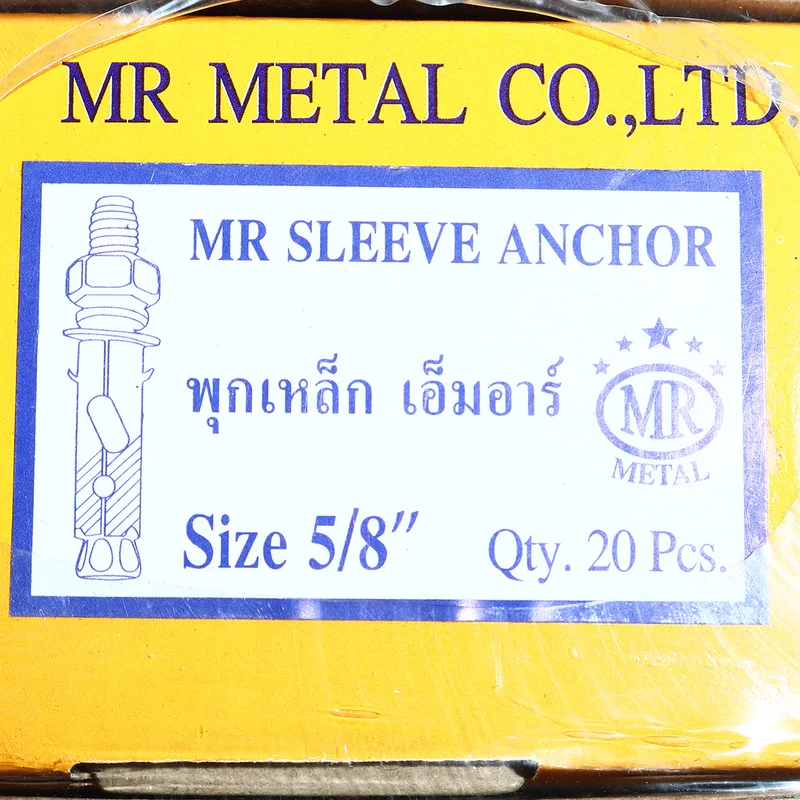 MR METAL CO.,LTD.
MR SLEEVE ANCHOR
พุกเหล็ก เอ็มอาร์
MR
METAL
Size 5/8"
Qty. 20 Pcs.